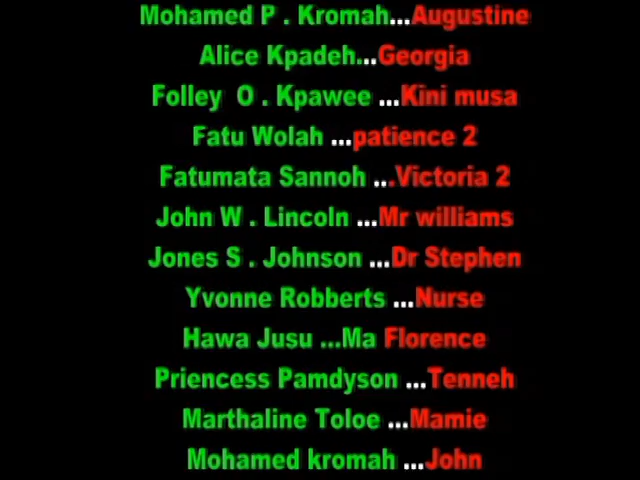 Mohamed P . Kromah...Augustine
Alice Kpadeh...Georgia
Folley O . Kpawee ...Kini musa
Fatu Wolah ...patience 2
Fatumata Sannoh ...Victoria 2
John W . Lincoln ...Mr williams
Jones S . Johnson ...Dr Stephen
Yvonne Robberts ...Nurse
Hawa Jusu ...Ma Florence
Priencess Pamdyson ...Tenneh
Marthaline Toloe ...Mamie
Mohamed kromah ...John